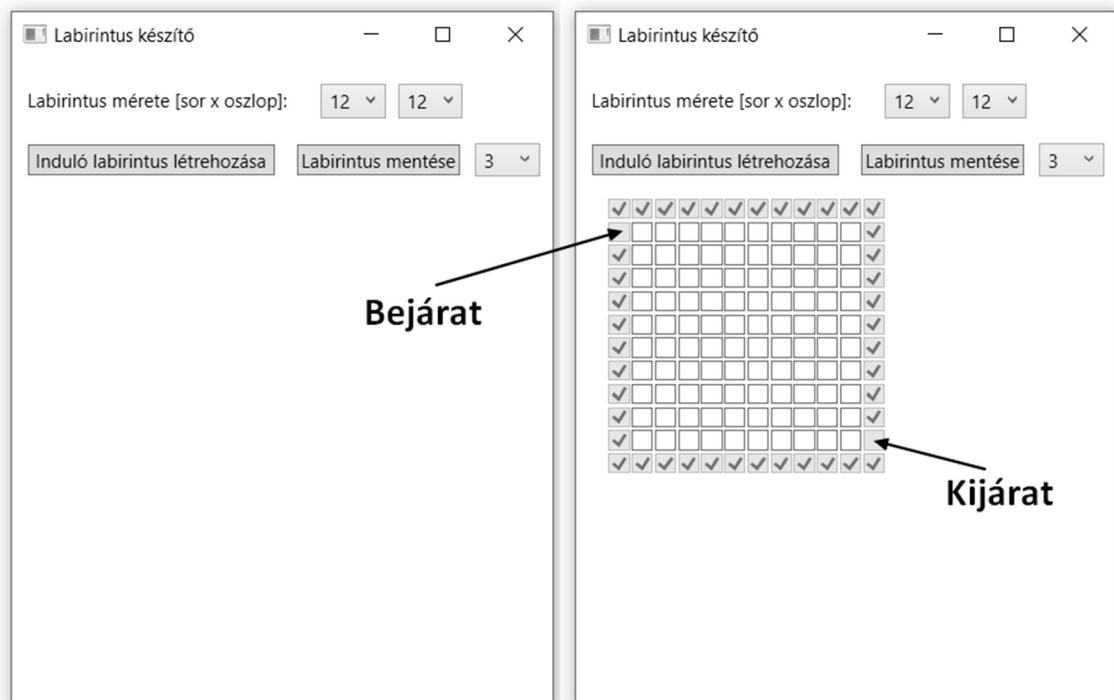 Labirintus készítő
Labirintus mérete [sor x oszlop]: 12 12
Induló labirintus létrehozása Labirintus mentése 3
Bejárat
Labirintus készítő
Labirintus mérete [sor x oszlop]: 12 12
Induló labirintus létrehozása Labirintus mentése 3
Kijárat